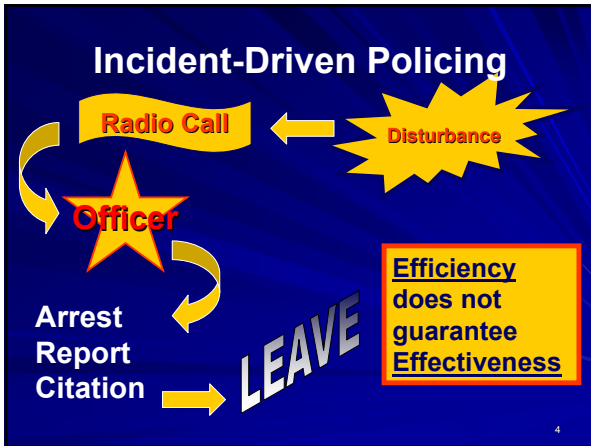 Incident-Driven Policing
Radio Call
Disturbance
Officer
Arrest
Report
Citation
LEAVE
Efficiency
does not
guarantee
Effectiveness
4